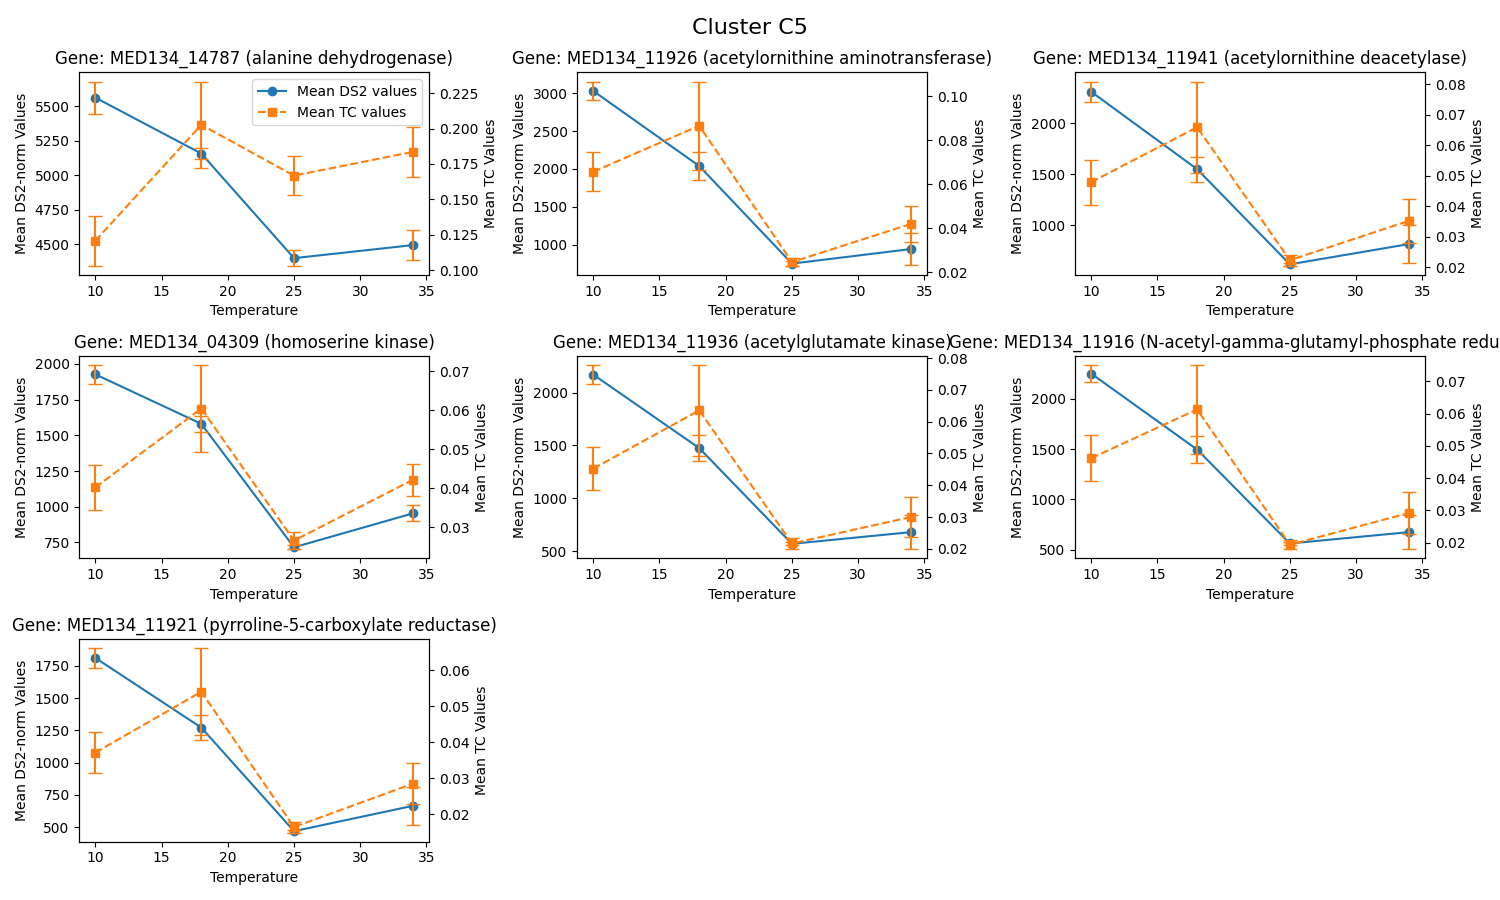 Cluster C5
Gene: MED134_14787 (alanine dehydrogenase)
Mean DS2-norm Values
5500
5250
5000
4750
4500
Mean DS2 values
Mean TC values
0.225
0.200
0.175
0.150
0.125
0.100
Mean TC Values
10 15 20 25 30 35
Temperature
Gene: MED134_11926 (acetylornithine aminotransferase)
Mean DS2-norm Values
3000
2500
2000
1500
1000
0.10
0.08
0.06
0.04
0.02
Mean TC Values
10 15 20 25 30 35
Temperature
Gene: MED134_11941 (acetylornithine deacetylase)
Mean DS2-norm Values
2000
1500
1000
0.08
0.07
0.06
0.05
0.04
0.03
0.02
Mean TC Values
10 15 20 25 30 35
Temperature
Gene: MED134_04309 (homoserine kinase)
Mean DS2-norm Values
2000
1750
1500
1250
1000
750
0.07
0.06
0.05
0.04
0.03
Mean TC Values
10 15 20 25 30 35
Temperature
Gene: MED134_11936 (acetylglutamate kinase)
Mean DS2-norm Values
2000
1500
1000
500
0.08
0.07
0.06
0.05
0.04
0.03
0.02
Mean TC Values
10 15 20 25 30 35
Temperature
Gene: MED134_11916 (N-acetyl-gamma-glutamyl-phosphate redu
Mean DS2-norm Values
2000
1500
1000
500
0.07
0.06
0.05
0.04
0.03
0.02
Mean TC Values
10 15 20 25 30 35
Temperature
Gene: MED134_11921 (pyrroline-5-carboxylate reductase)
Mean DS2-norm Values
1750
1500
1250
1000
750
500
0.06
0.05
0.04
0.03
0.02
Mean TC Values
10 15 20 25 30 35
Temperature